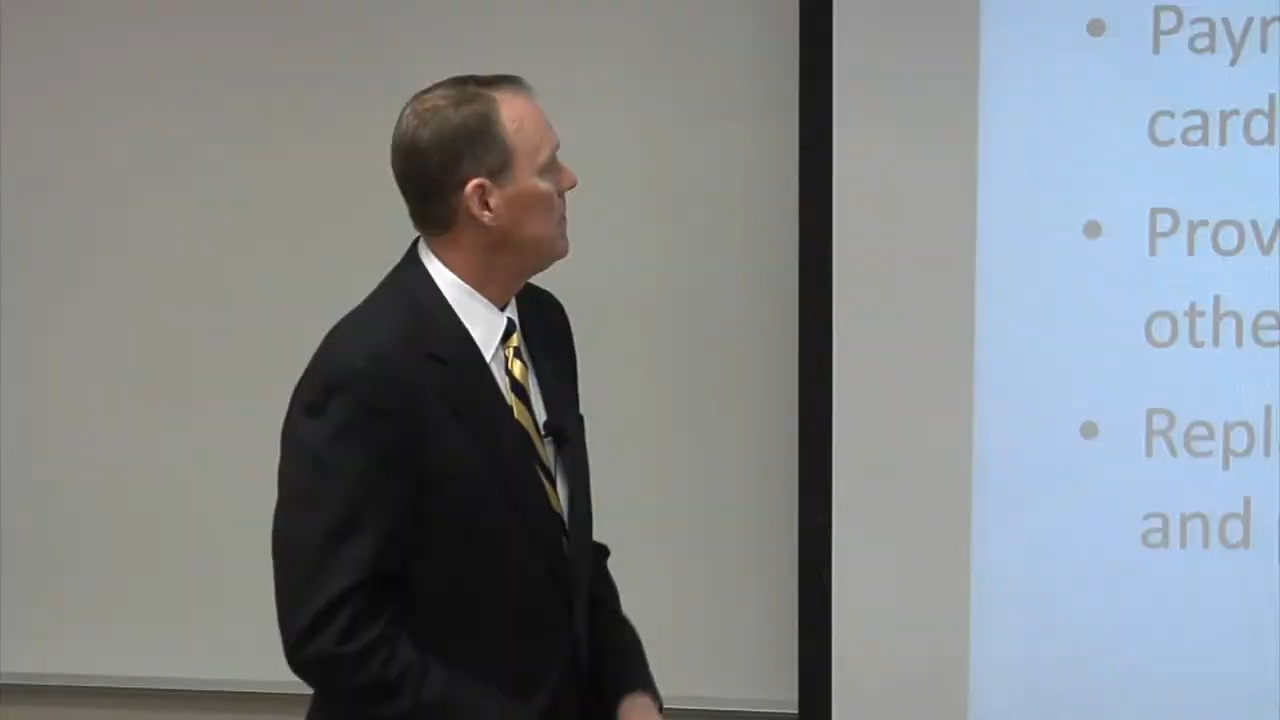 • Payr
card
• Prov
othe
• Repl
and